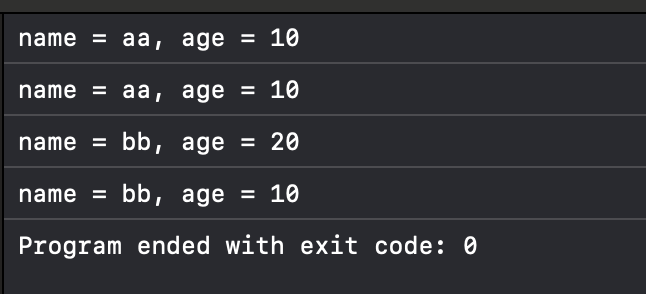 name = aa, age = 10
name = aa, age = 10
name = bb, age = 20
name = bb, age = 10
Program ended with exit code: 0